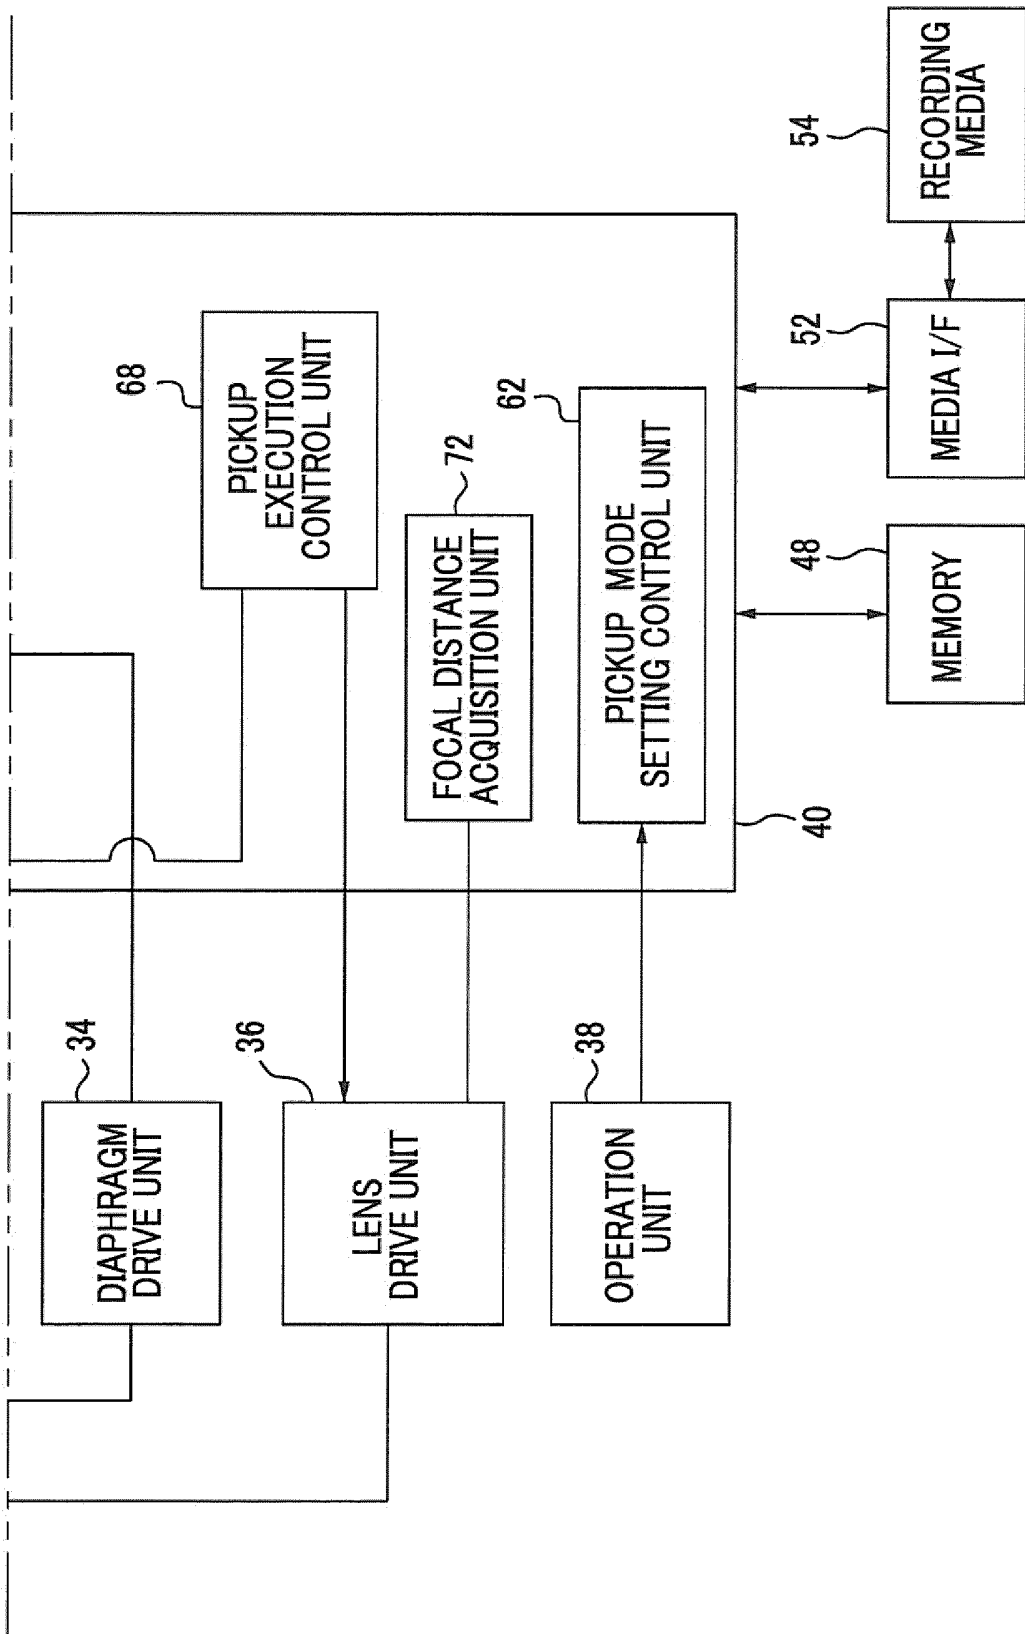 34
DIAPHRAGM
DRIVE UNIT
36
LENS
DRIVE UNIT
38
OPERATION
UNIT
68
PICKUP
EXECUTION
CONTROL UNIT
72
FOCAL DISTANCE
ACQUISITION UNIT
62
PICKUP MODE
SETTING CONTROL UNIT
40
48
MEMORY
52
MEDIA I/F
54
RECORDING
MEDIA